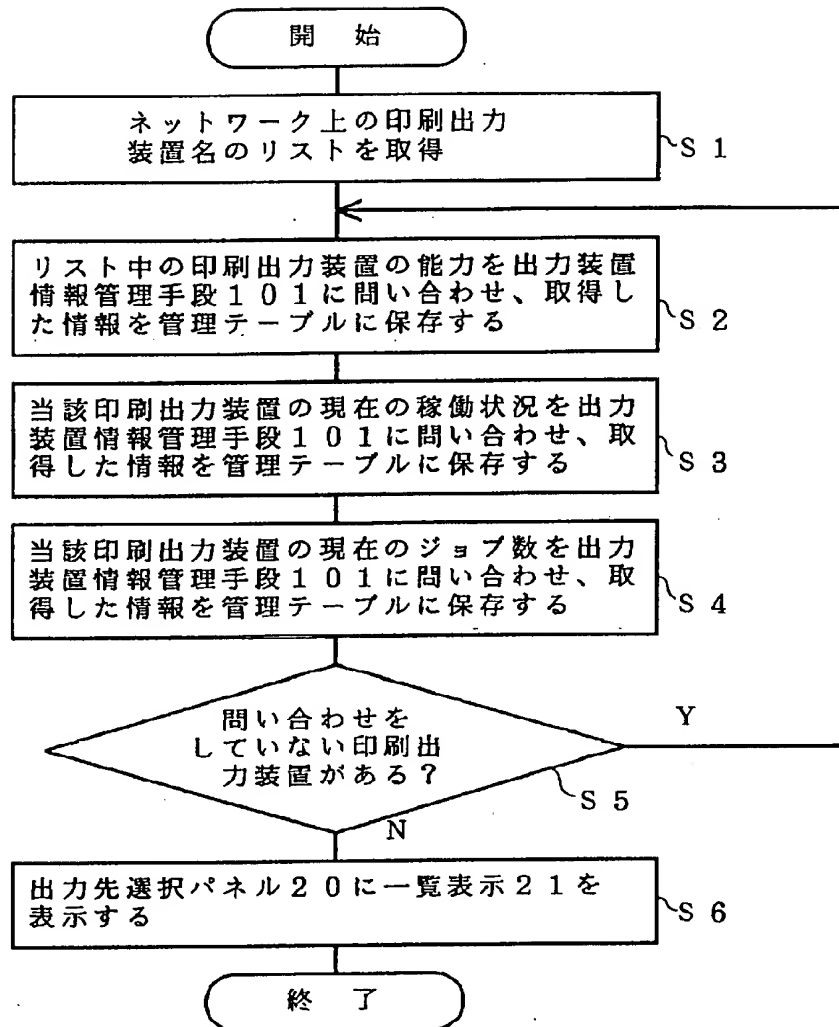 開 始
ネットワーク上の印刷出力
装置名のリストを取得
S 1
リスト中の印刷出力装置の能力を出力装置
情報管理手段101に問い合わせ、取得し
た情報を管理テーブルに保存する
S 2
当該印刷出力装置の現在の稼働状況を出力
装置情報管理手段101に問い合わせ、取
得した情報を管理テーブルに保存する
S 3
当該印刷出力装置の現在のジョブ数を出力
装置情報管理手段101に問い合わせ、取
得した情報を管理テーブルに保存する
S 4
問い合わせを
していない印刷出
力装置がある?
Y
S 5
N
出力先選択パネル20に一覧表示21を
表示する
S 6
終 了